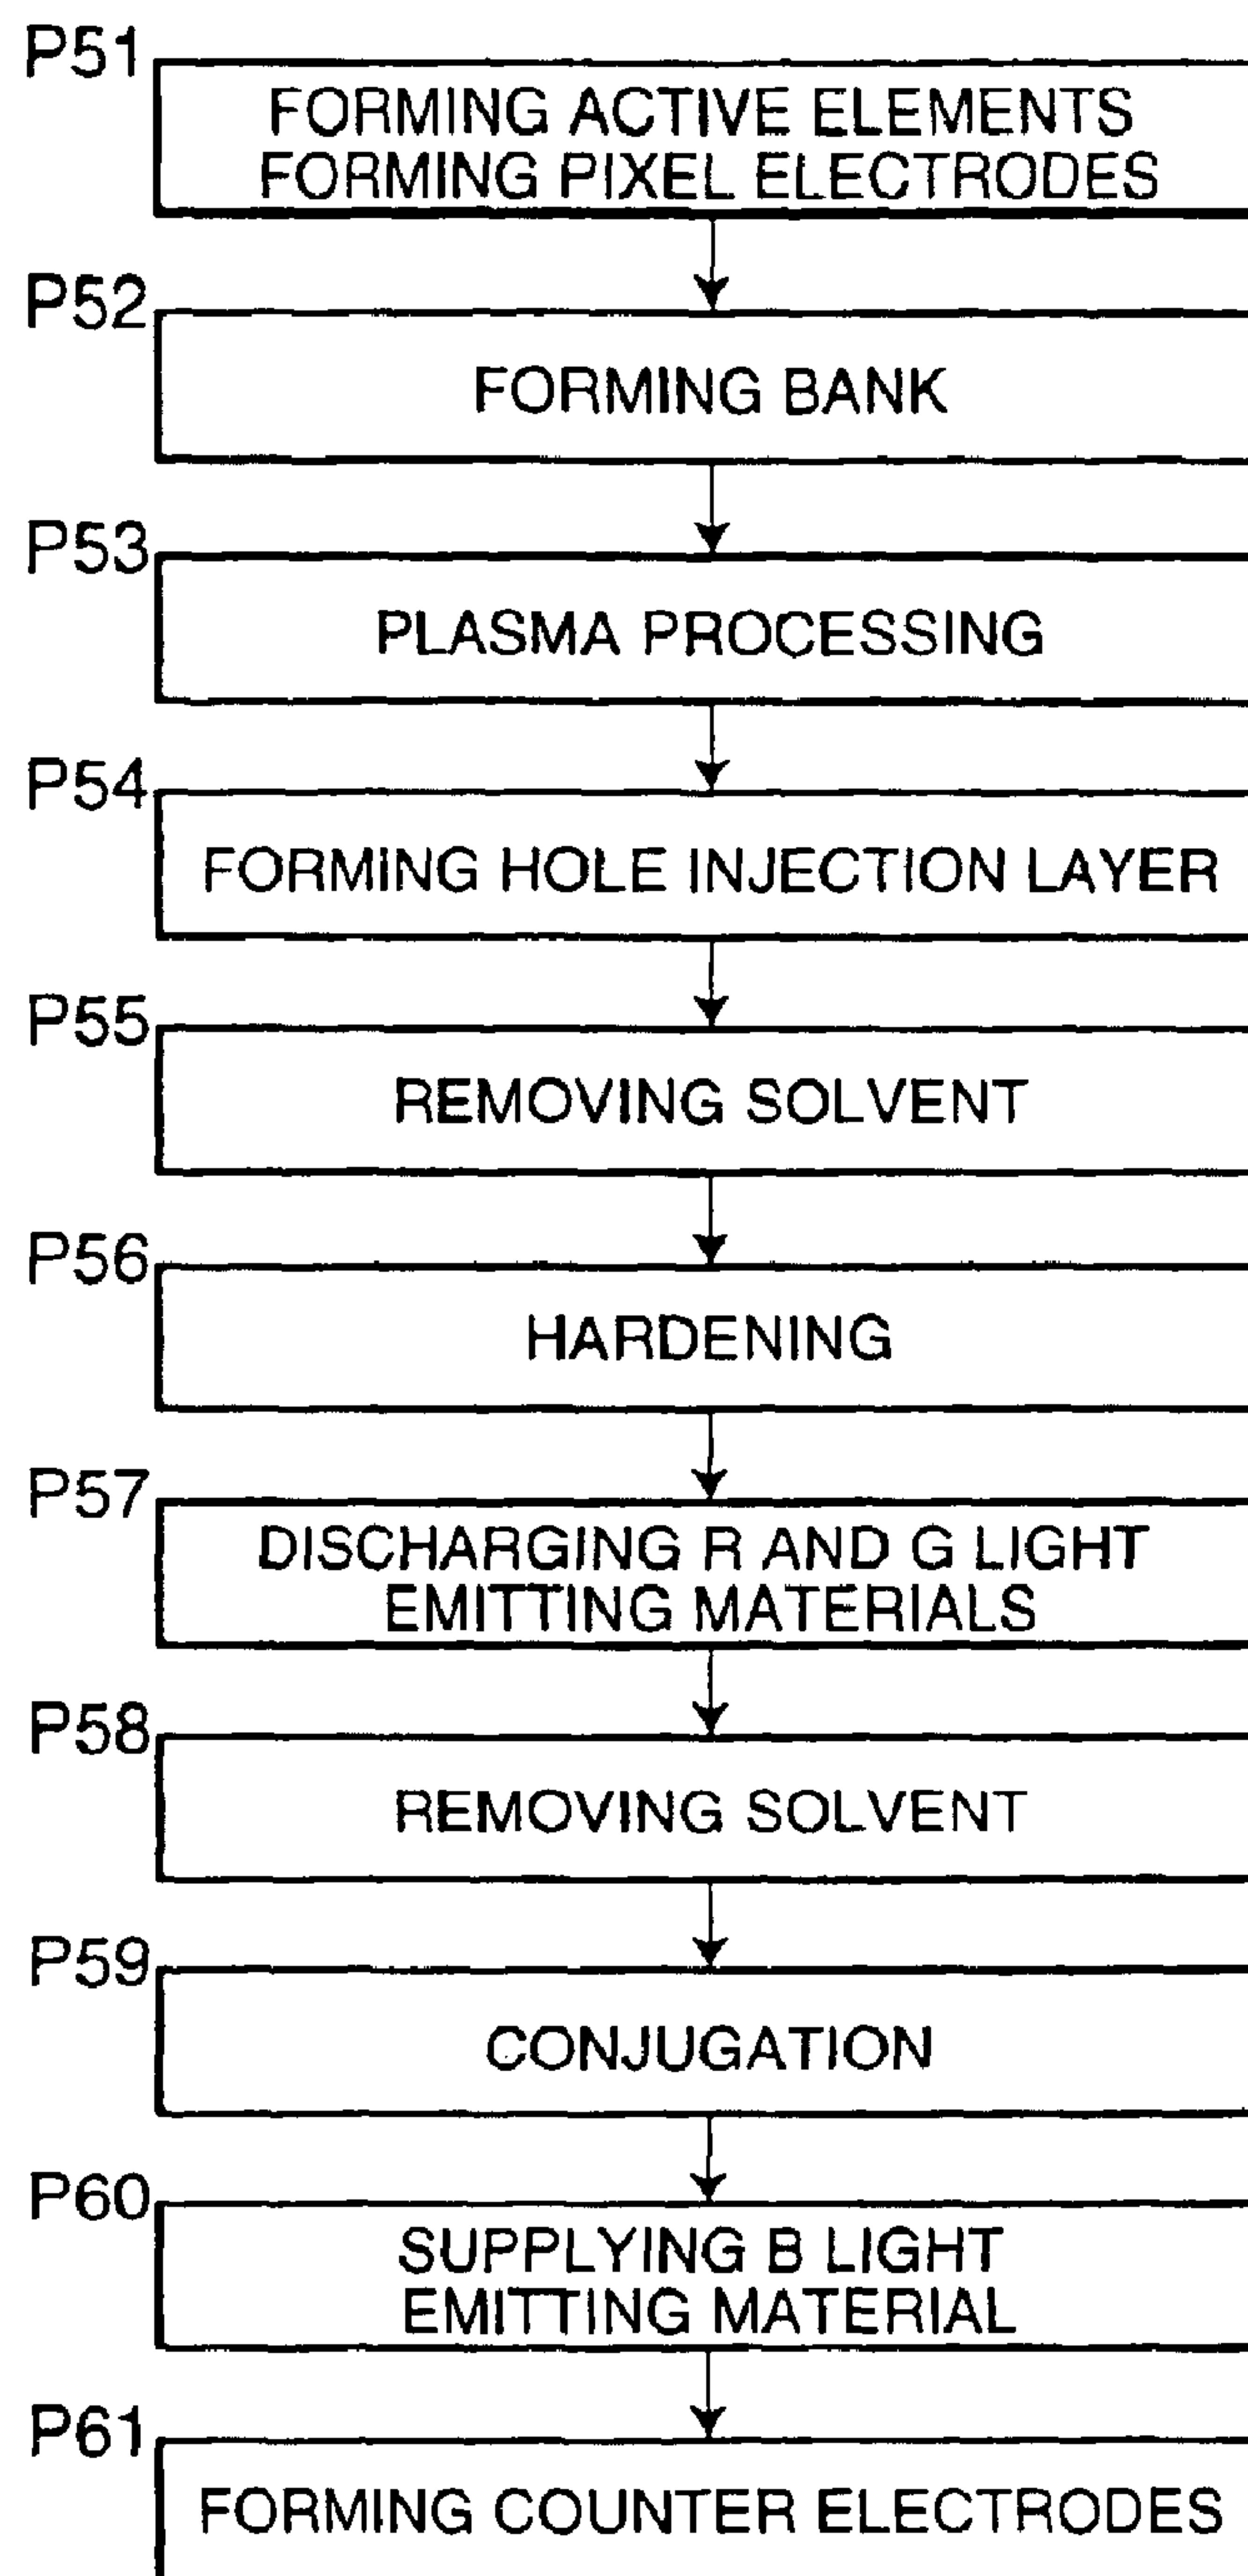 P51
FORMING ACTIVE ELEMENTS
FORMING PIXEL ELECTRODES
P52
FORMING BANK
P53
PLASMA PROCESSING
P54
FORMING HOLE INJECTION LAYER
P55
REMOVING SOLVENT
P56
HARDENING
P57
DISCHARGING R AND G LIGHT
EMITTING MATERIALS
P58
REMOVING SOLVENT
P59
CONJUGATION
P60
SUPPLYING B LIGHT
EMITTING MATERIAL
P61
FORMING COUNTER ELECTRODES